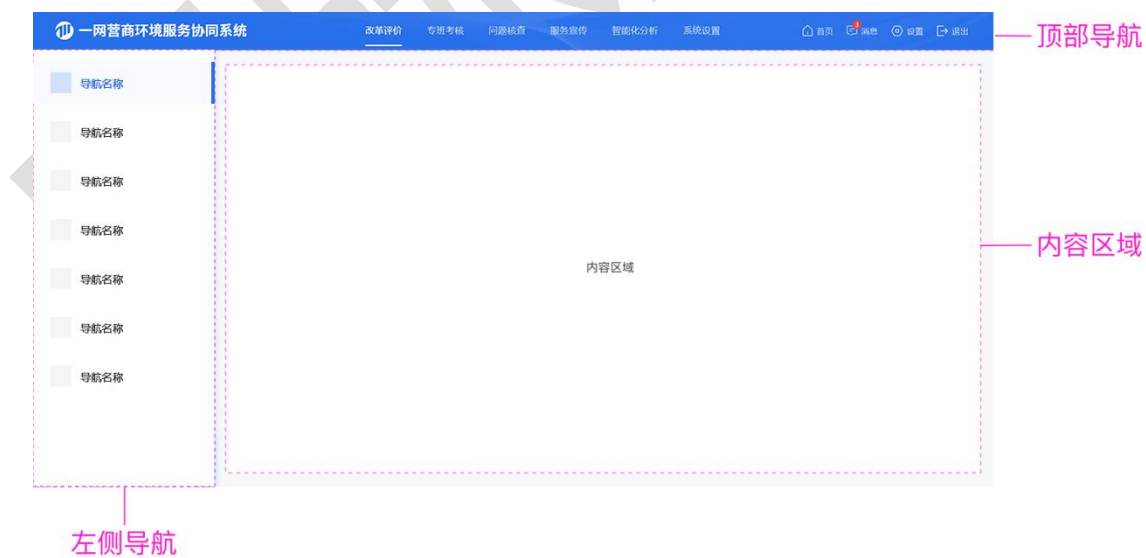 一网营商环境服务协同系统 改革评价 专班考核 问题核查 服务宣传 智能化分析 系统设置 首页 3 消息 设置 退出
顶部导航
导航名称
导航名称
导航名称
导航名称
导航名称
导航名称
导航名称
内容区域
内容区域
左侧导航